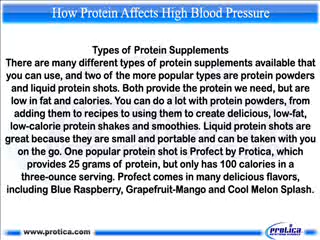 How Protein Affects High Blood Pressure
Types of Protein Supplements
There are many different types of protein supplements available that
you can use, and two of the more popular types are protein powders
and liquid protein shots. Both provide the protein we need, but are
low in fat and calories. You can do a lot with protein powders, from
adding them to recipes to using them to create delicious, low-fat,
low-calorie protein shakes and smoothies. Liquid protein shots are
great because they are small and portable and can be taken with you
on the go. One popular protein shot is Profect by Protica, which
provides 25 grams of protein, but only has 100 calories in a
three-ounce serving. Profect comes in many delicious flavors,
including Blue Raspberry, Grapefruit-Mango and Cool Melon Splash.
www.protica.com
protica